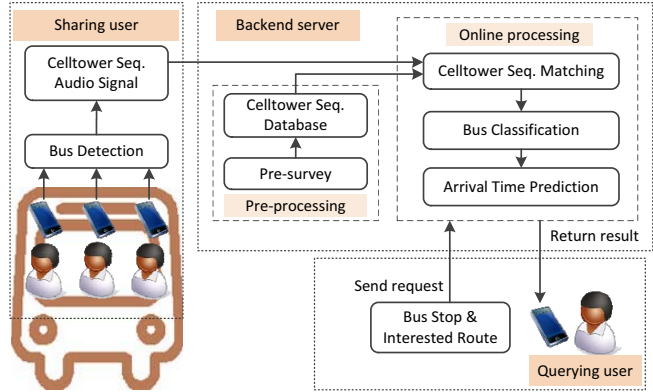 Sharing user
Celltower Seq.
Audio Signal
Bus Detection
Backend server
Celltower Seq.
Database
Pre-survey
Pre-processing
Online processing
Celltower Seq. Matching
Bus Classification
Arrival Time Prediction
Return result
Send request
Bus Stop &
Interested Route
Querying user